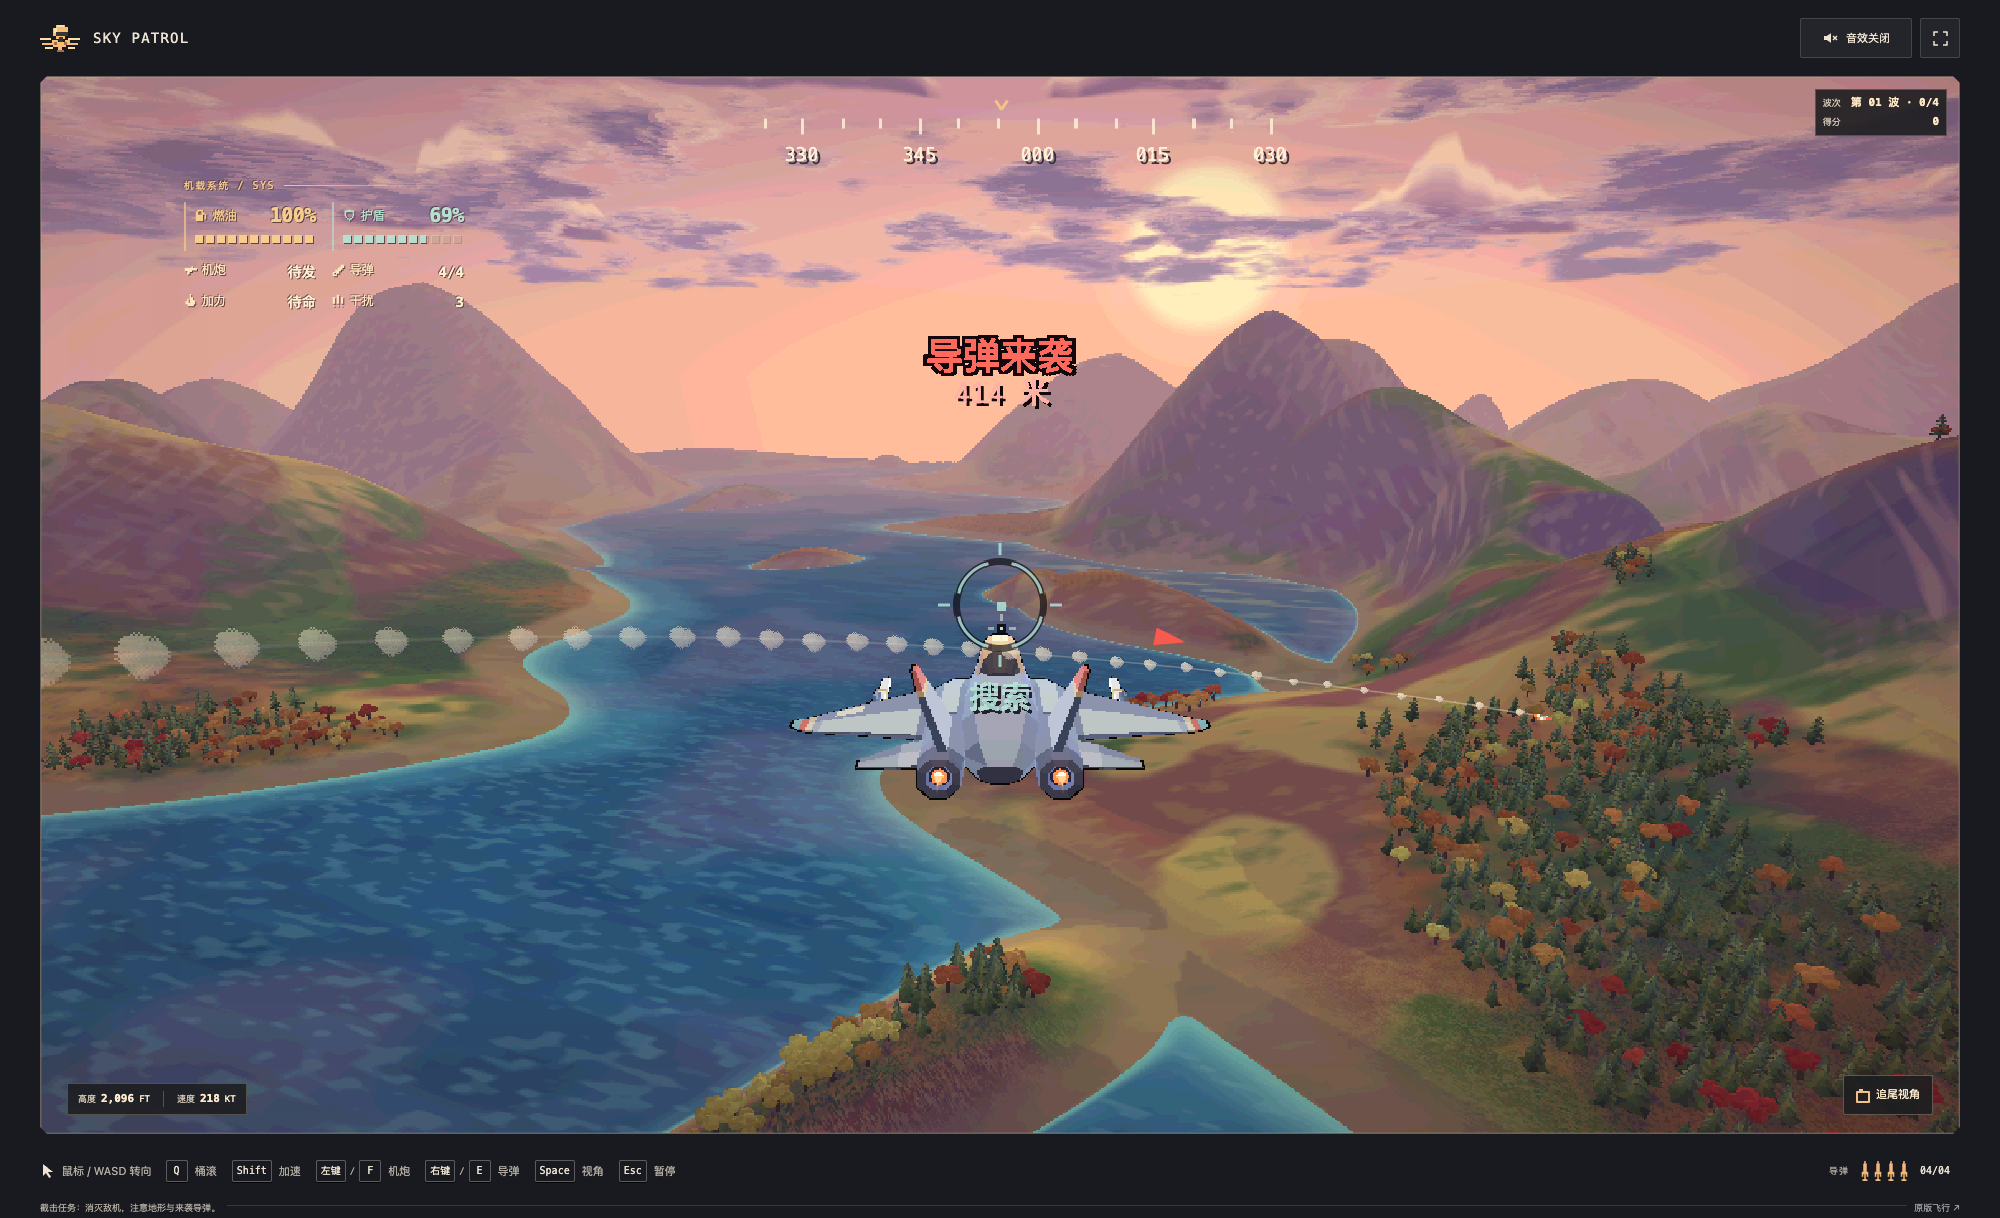 SKY PATROL
音效关闭
波次 第 01 波 · 0/4
得分 0
330 345 000 015 030
机载系统 / SYS
燃油 100% 护盾 69%
机炮 待发 导弹 4/4
加力 待命 干扰 3
导弹来袭
414 米
搜索
高度 2,096 FT 速度 218 KT
追尾视角
鼠标 / WASD 转向 Q 桶滚 Shift 加速 左键 / F 机炮 右键 / E 导弹 Space 视角 Esc 暂停
导弹 04/04
截击任务：消灭敌机，注意地形与来袭导弹。
原版飞行 ↗